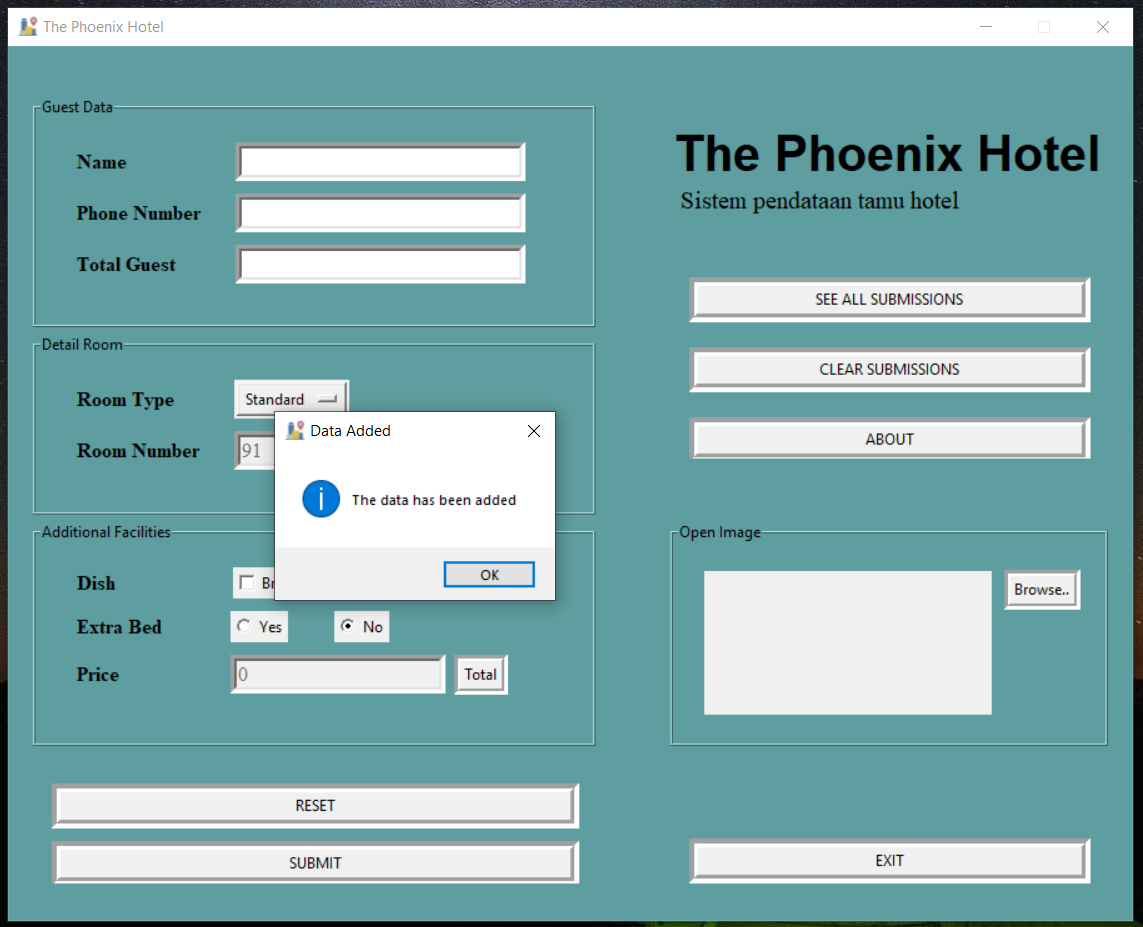 The Phoenix Hotel
Guest Data
Name
Phone Number
Total Guest
The Phoenix Hotel
Sistem pendataan tamu hotel
SEE ALL SUBMISSIONS
CLEAR SUBMISSIONS
ABOUT
Detail Room
Room Type Standard
Room Number 91
Data Added
The data has been added
OK
Additional Facilities
Dish
Extra Bed Yes No
Price 0 Total
Open Image
Browse..
RESET
SUBMIT
EXIT